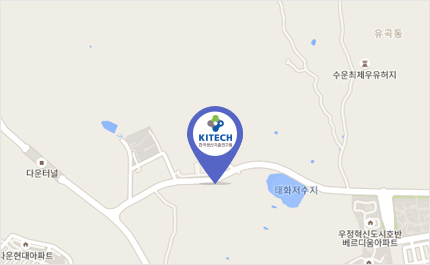 유곡동
수운최제우유허지
KITECH
한국생산기술연구원
다운터널
태화저수지
우정혁신도시호반
베르디움아파트
다운현대아파트